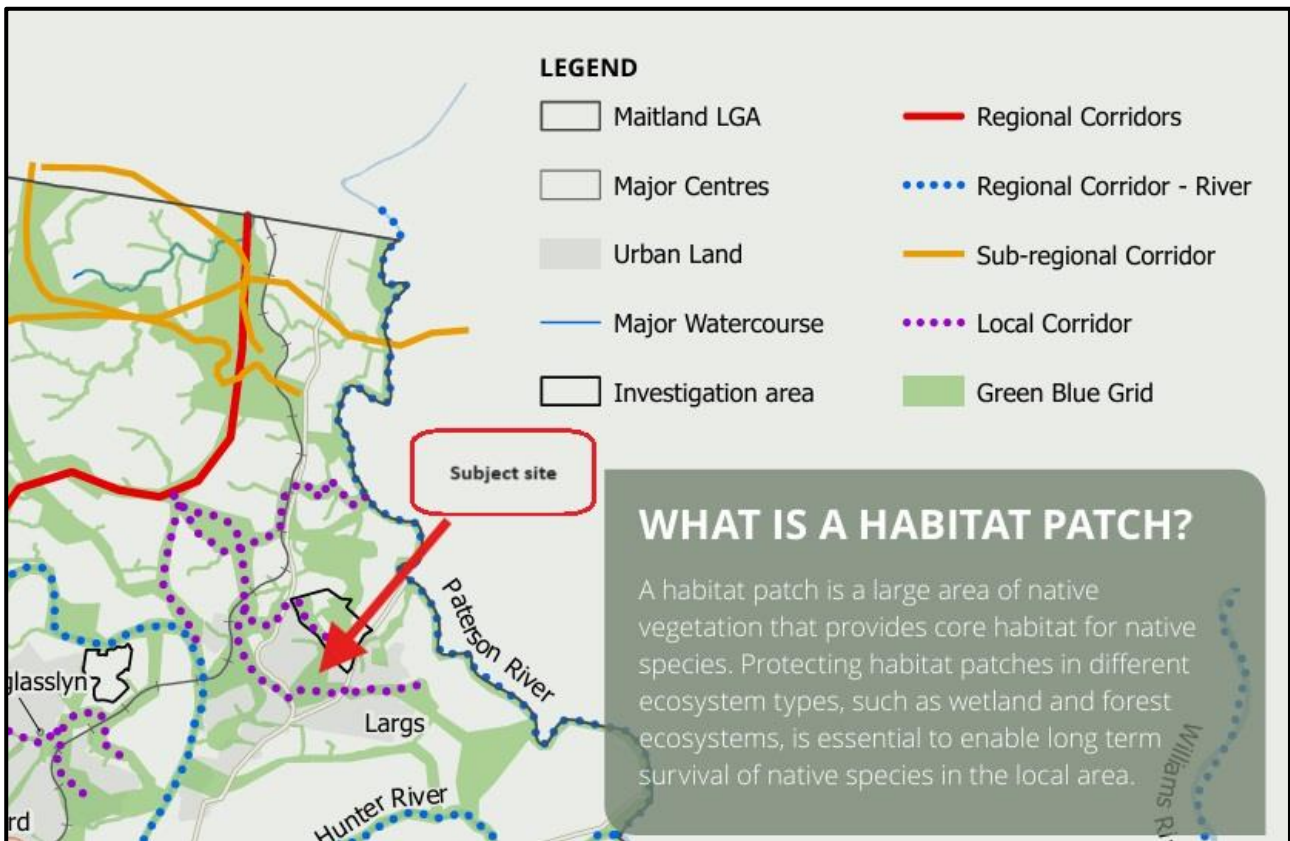 LEGEND
Maitland LGA
Regional Corridors
Major Centres
Regional Corridor - River
Urban Land
Sub-regional Corridor
Major Watercourse
Local Corridor
Investigation area
Green Blue Grid
Subject site
WHAT IS A HABITAT PATCH?
A habitat patch is a large area of native
vegetation that provides core habitat for native
species. Protecting habitat patches in different
ecosystem types, such as wetland and forest
ecosystems, is essential to enable long term
survival of native species in the local area.
Paterson River
glasslyn
Largs
Hunter River
rd
Williams Ri